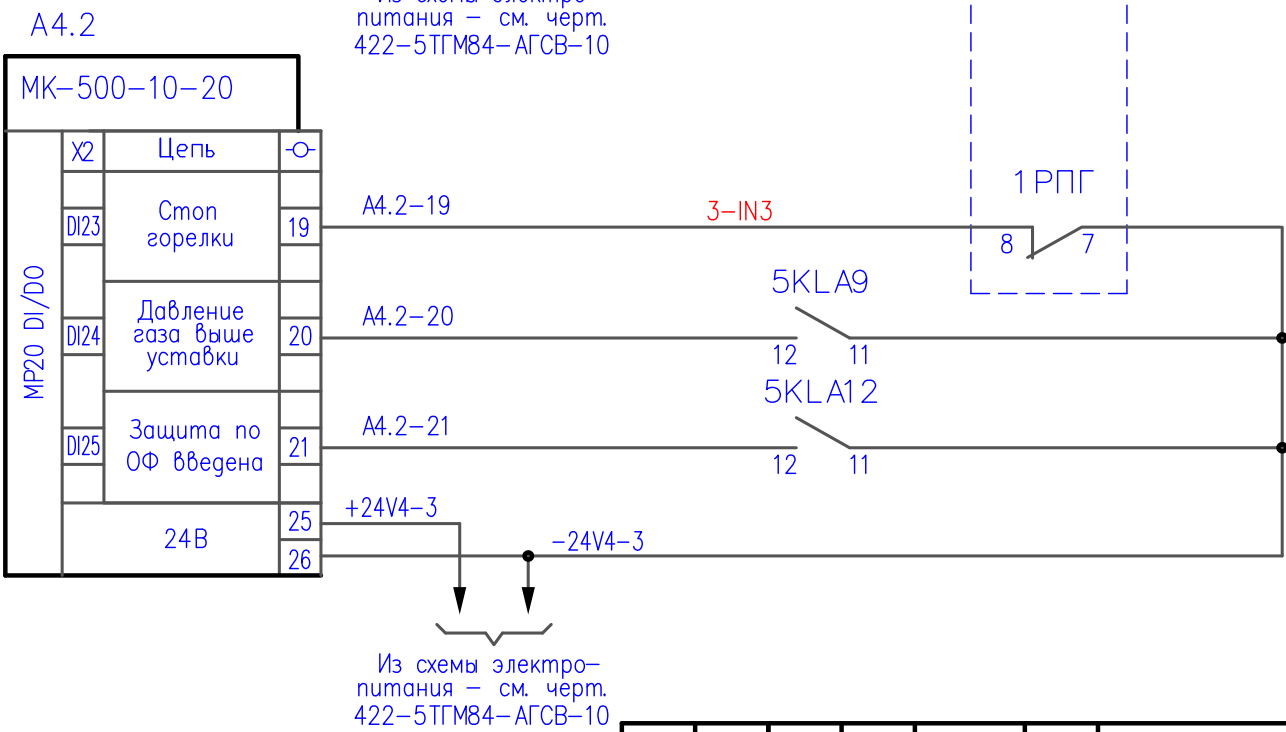 Из схемы электро–
питания – см. черт.
422–5ТГМ84–АГСВ–10
А4.2
МК–500–10–20
Х2 Цепь
МР20 DI/DO
DI23 Стоп горелки 19 А4.2–19 3–IN3
1РПГ
8 7
DI24 Давление газа выше уставки 20 А4.2–20
5KLA9
12 11
DI25 Защита по ОФ введена 21 А4.2–21
5KLA12
12 11
24В
25 +24V4–3
26 –24V4–3
Из схемы электро–
питания – см. черт.
422–5ТГМ84–АГСВ–10